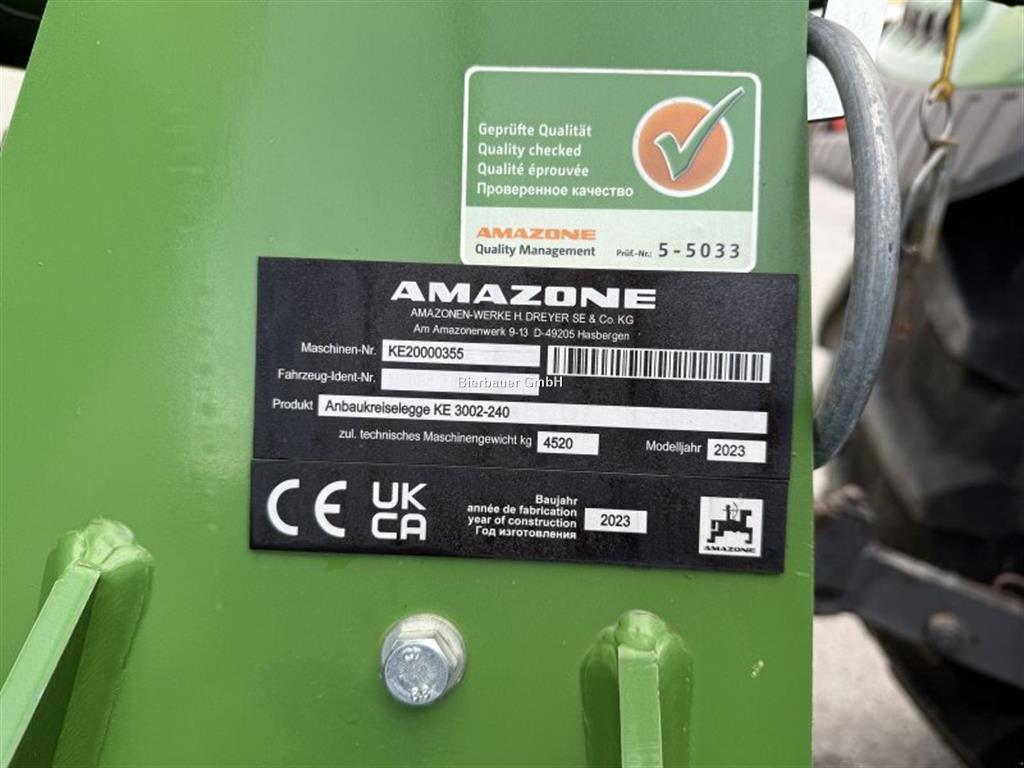 Geprüfte Qualität
Quality checked
Qualité éprouvée
Проверенное качество
AMAZONE
Quality Management Prüf.-Nr.: 5-5033
AMAZONE
AMAZONEN-WERKE H. DREYER SE & Co. KG
Am Amazonenwerk 9-13 D-49205 Hasbergen
Maschinen-Nr. KE20000355
Fahrzeug-Ident-Nr.
Bierbauer GmbH
Produkt Anbaukreiselegge KE 3002-240
zul. technisches Maschinengewicht kg 4520 Modelljahr 2023
CE UK CA
Baujahr
année de fabrication
year of construction 2023
Год изготовления
AMAZONE